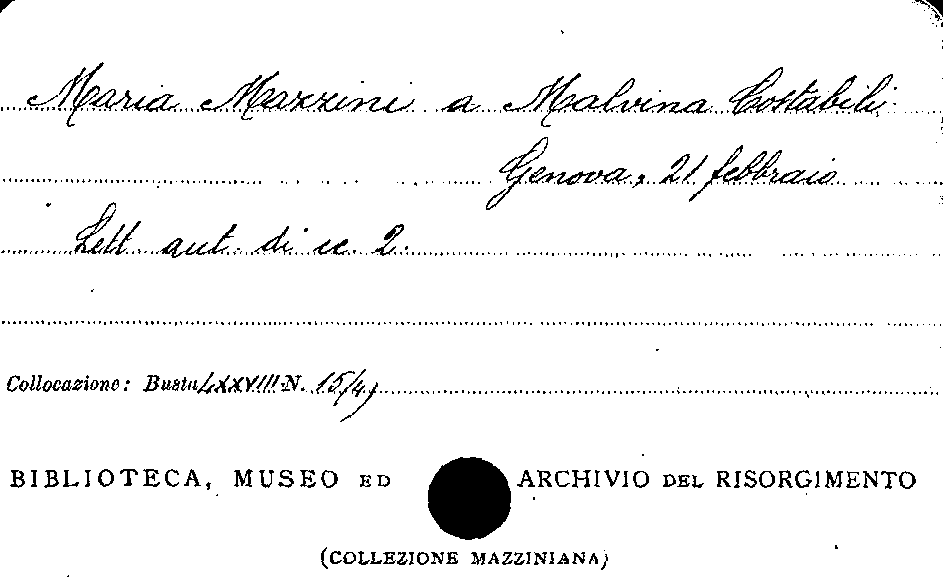 Maria Mazzini a Malvina Costabili.
Genova, 21 febbraio
Lett. aut. di cc. 2.
Collocazione: Busta LXXVIII N. 15/4)
BIBLIOTECA, MUSEO ED ARCHIVIO DEL RISORGIMENTO
(COLLEZIONE MAZZINIANA)